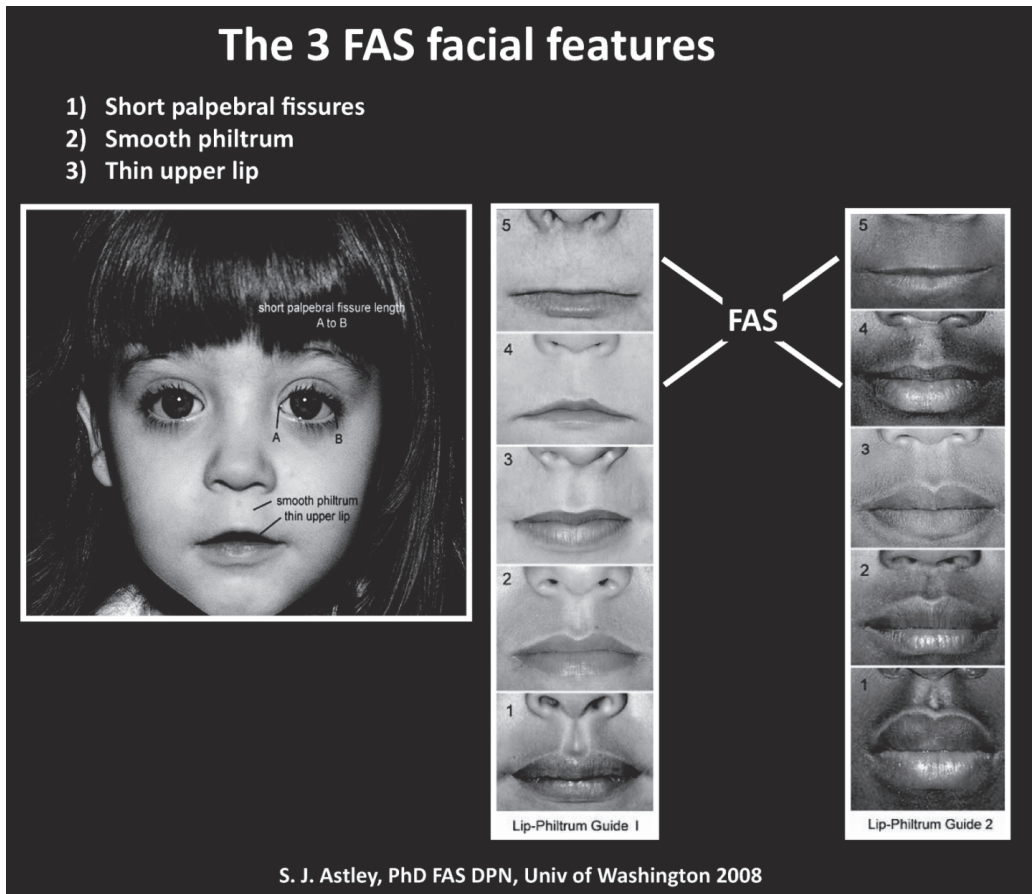 The 3 FAS facial features
1) Short palpebral fissures
2) Smooth philtrum
3) Thin upper lip
short palpebral fissure length
A to B
A B
smooth philtrum
thin upper lip
5
4
3
2
1
Lip-Philtrum Guide I
FAS
5
4
3
2
1
Lip-Philtrum Guide 2
S. J. Astley, PhD FAS DPN, Univ of Washington 2008